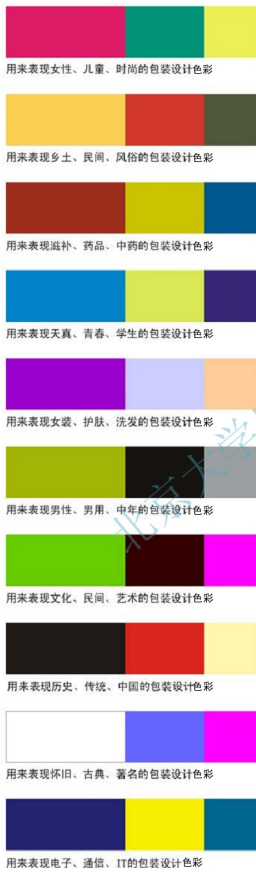 用来表现女性、儿童、时尚的包装设计色彩
用来表现乡土、民间、风俗的包装设计色彩
用来表现滋补、药品、中药的包装设计色彩
用来表现天真、青春、学生的包装设计色彩
用来表现女装、护肤、洗发的包装设计色彩
北京大学
用来表现男性、男用、中年的包装设计色彩
用来表现文化、民间、艺术的包装设计色彩
用来表现历史、传统、中国的包装设计色彩
用来表现怀旧、古典、著名的包装设计色彩
用来表现电子、通信、IT的包装设计色彩